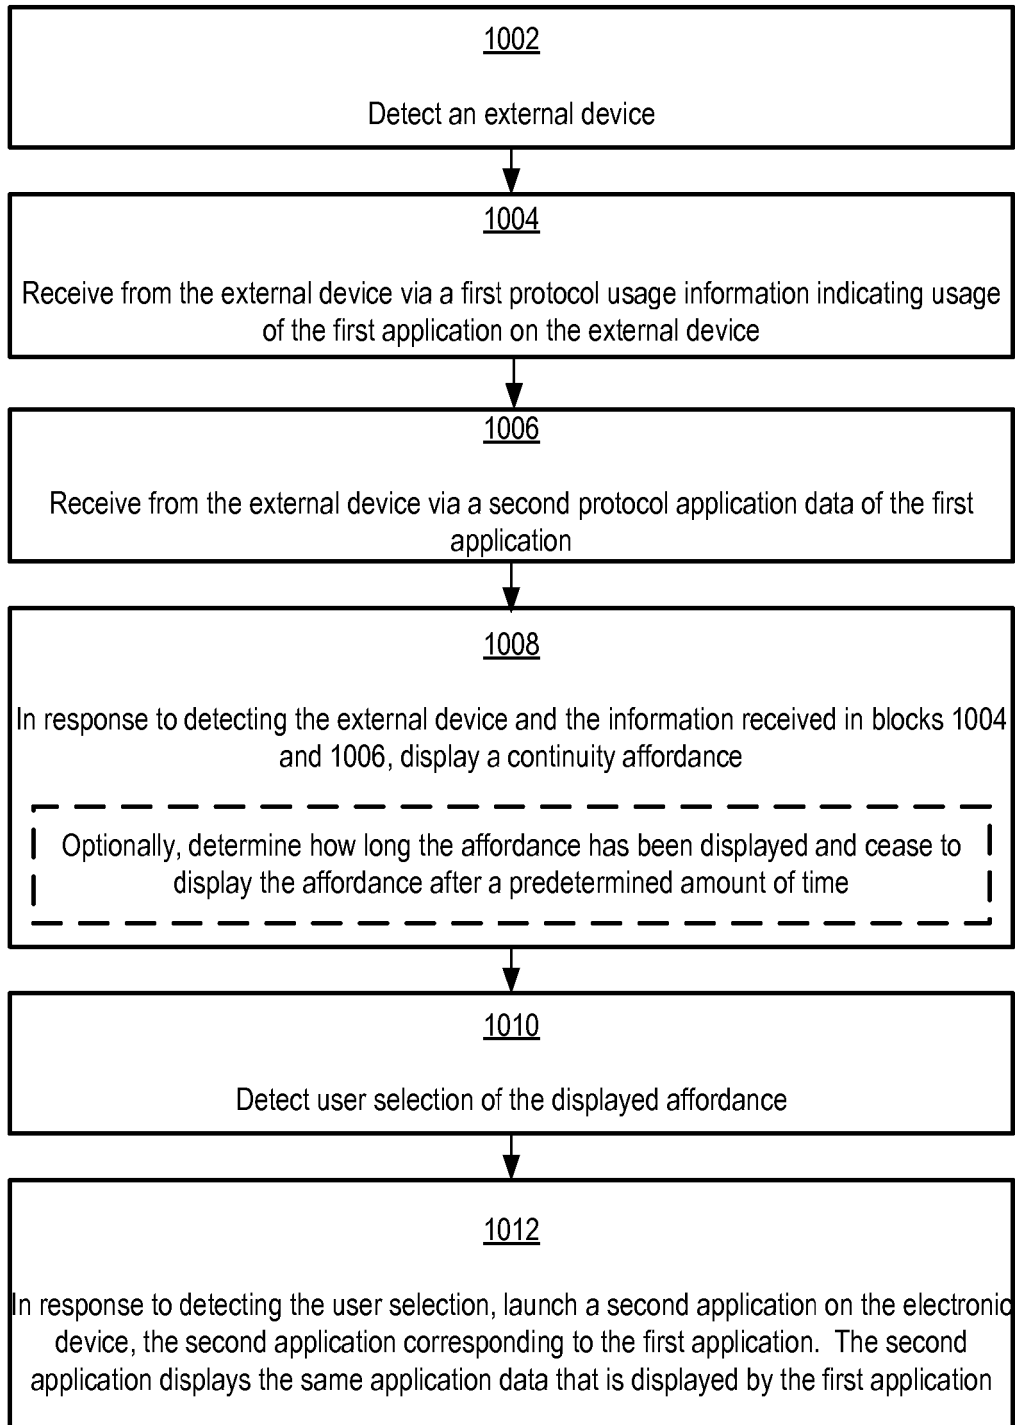 1002
Detect an external device
1004
Receive from the external device via a first protocol usage information indicating usage
of the first application on the external device
1006
Receive from the external device via a second protocol application data of the first
application
1008
In response to detecting the external device and the information received in blocks 1004
and 1006, display a continuity affordance
Optionally, determine how long the affordance has been displayed and cease to
display the affordance after a predetermined amount of time
1010
Detect user selection of the displayed affordance
1012
In response to detecting the user selection, launch a second application on the electronic
device, the second application corresponding to the first application.  The second
application displays the same application data that is displayed by the first application